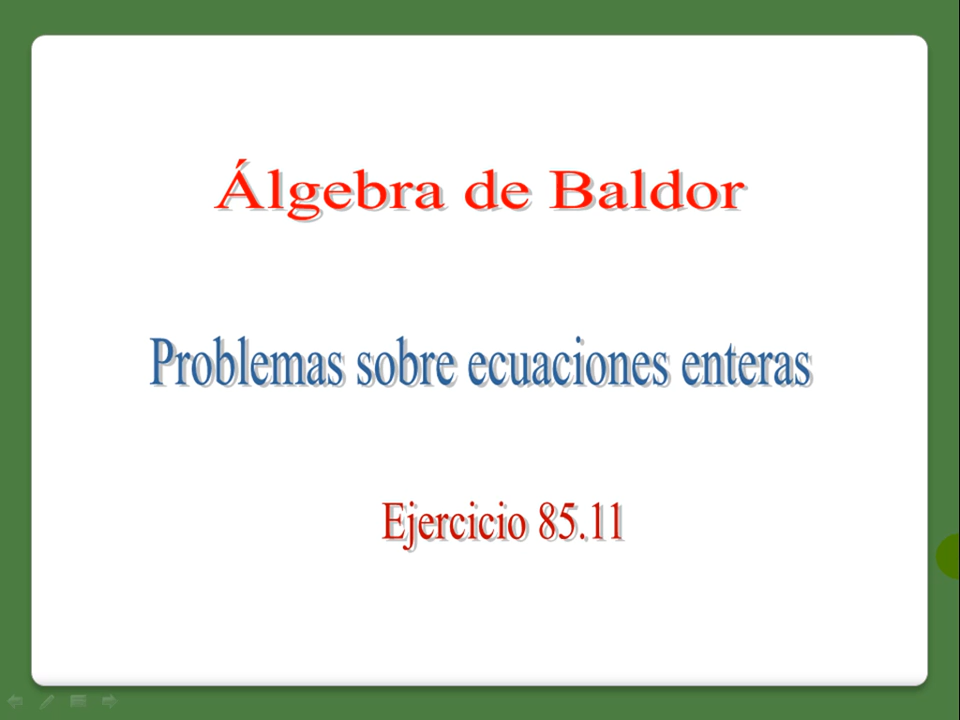 Álgebra de Baldor
Problemas sobre ecuaciones enteras
Ejercicio 85.11